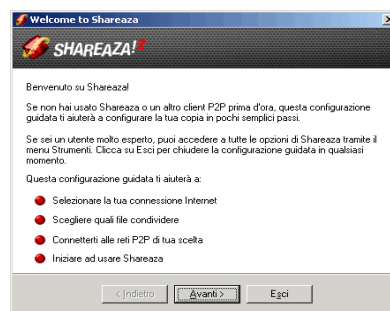 Welcome to Shareaza
SHAREAZA!2
Benvenuto su Shareaza!
Se non hai usato Shareaza o un altro client P2P prima d'ora, questa configurazione
guidata ti aiuterà a configurare la tua copia in pochi semplici passi.
Se sei un utente molto esperto, puoi accedere a tutte le opzioni di Shareaza tramite il
menu Strumenti. Clicca su Esci per chiudere la configurazione guidata in qualsiasi
momento.
Questa configurazione guidata ti aiuterà a:
Selezionare la tua connessione Internet
Scegliere quali file condividere
Connetterti alle reti P2P di tua scelta
Iniziare ad usare Shareaza
< Indietro
Avanti >
Esci